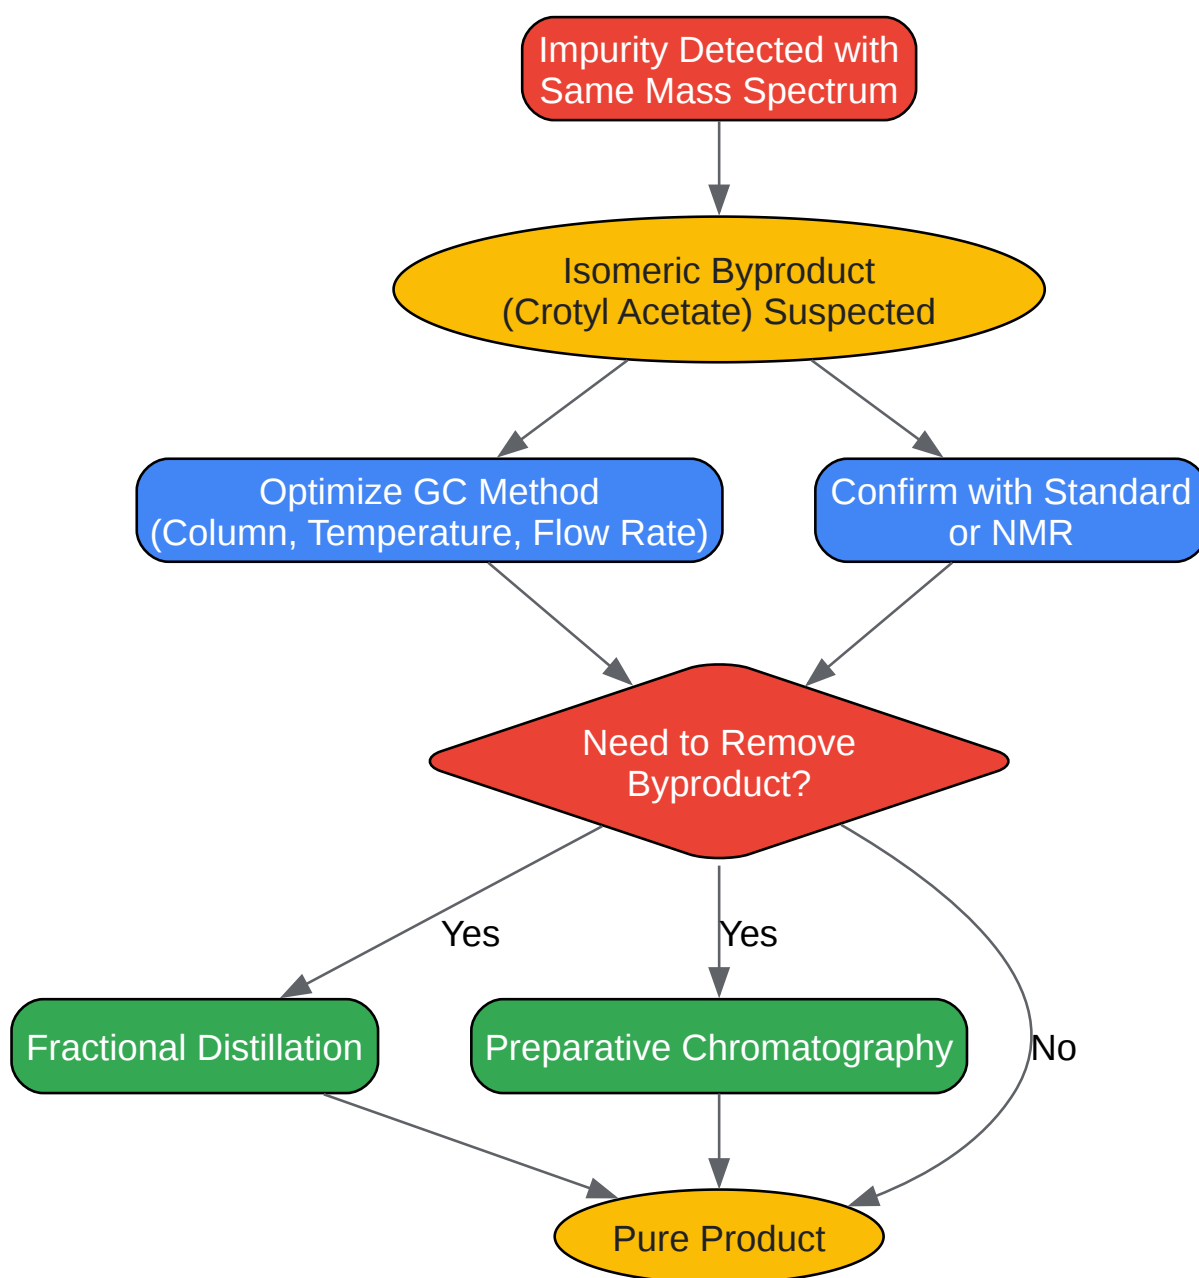 Impurity Detected with
Same Mass Spectrum
Isomeric Byproduct
(Crotyl Acetate) Suspected
Optimize GC Method
(Column, Temperature, Flow Rate)
Confirm with Standard
or NMR
Need to Remove
Byproduct?
Yes
Yes
No
Fractional Distillation
Preparative Chromatography
Pure Product